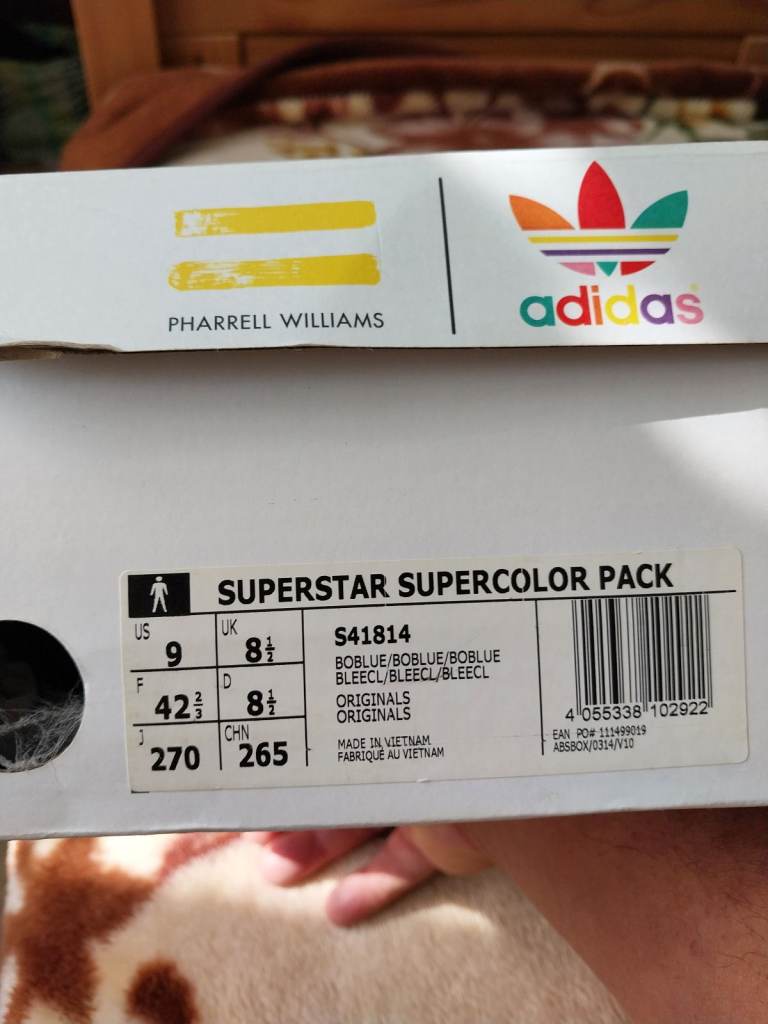 PHARRELL WILLIAMS
adidas
SUPERSTAR SUPERCOLOR PACK
US 9
UK 8½
F 42⅔
D 8½
J 270
CHN 265
S41814
BOBLUE/BOBLUE/BOBLUE
BLEECL/BLEECL/BLEECL
ORIGINALS
ORIGINALS
MADE IN VIETNAM
FABRIQUÉ AU VIETNAM
4 055338 102922
EAN PO# 111499019
ABSBOX/0314/V10